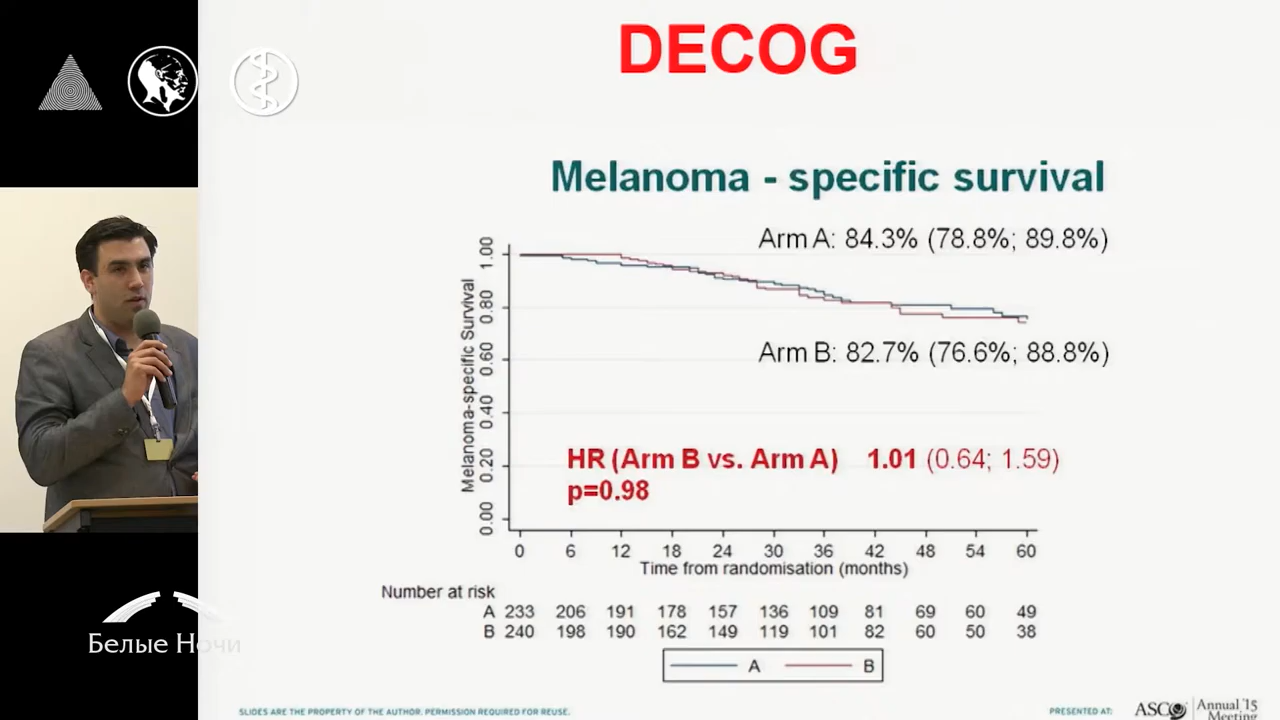 DECOG
Melanoma - specific survival
Arm A: 84.3% (78.8%; 89.8%)
Arm B: 82.7% (76.6%; 88.8%)
HR (Arm B vs. Arm A) 1.01 (0.64; 1.59)
p=0.98
Melanoma-specific Survival
1.00
0.80
0.60
0.40
0.20
0.00
0 6 12 18 24 30 36 42 48 54 60
Time from randomisation (months)
Number at risk
A 233 206 191 178 157 136 109 81 69 60 49
B 240 198 190 162 149 119 101 82 60 50 38
A B
Белые Ночи
SLIDES ARE THE PROPERTY OF THE AUTHOR. PERMISSION REQUIRED FOR REUSE.
PRESENTED AT:
ASCO Annual '15
Meeting